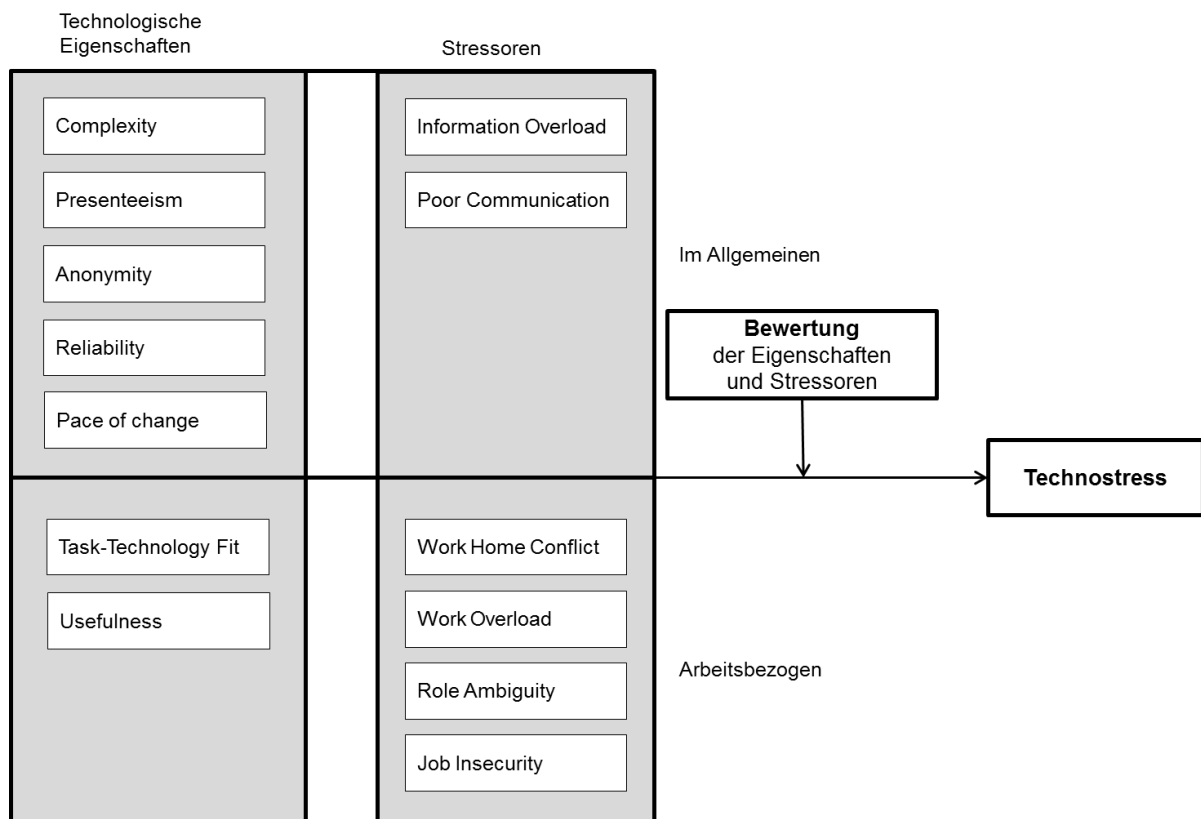 Technologische
Eigenschaften
Stressoren
Complexity
Presenteeism
Anonymity
Reliability
Pace of change
Information Overload
Poor Communication
Im Allgemeinen
Bewertung
der Eigenschaften
und Stressoren
Technostress
Task-Technology Fit
Usefulness
Work Home Conflict
Work Overload
Role Ambiguity
Job Insecurity
Arbeitsbezogen